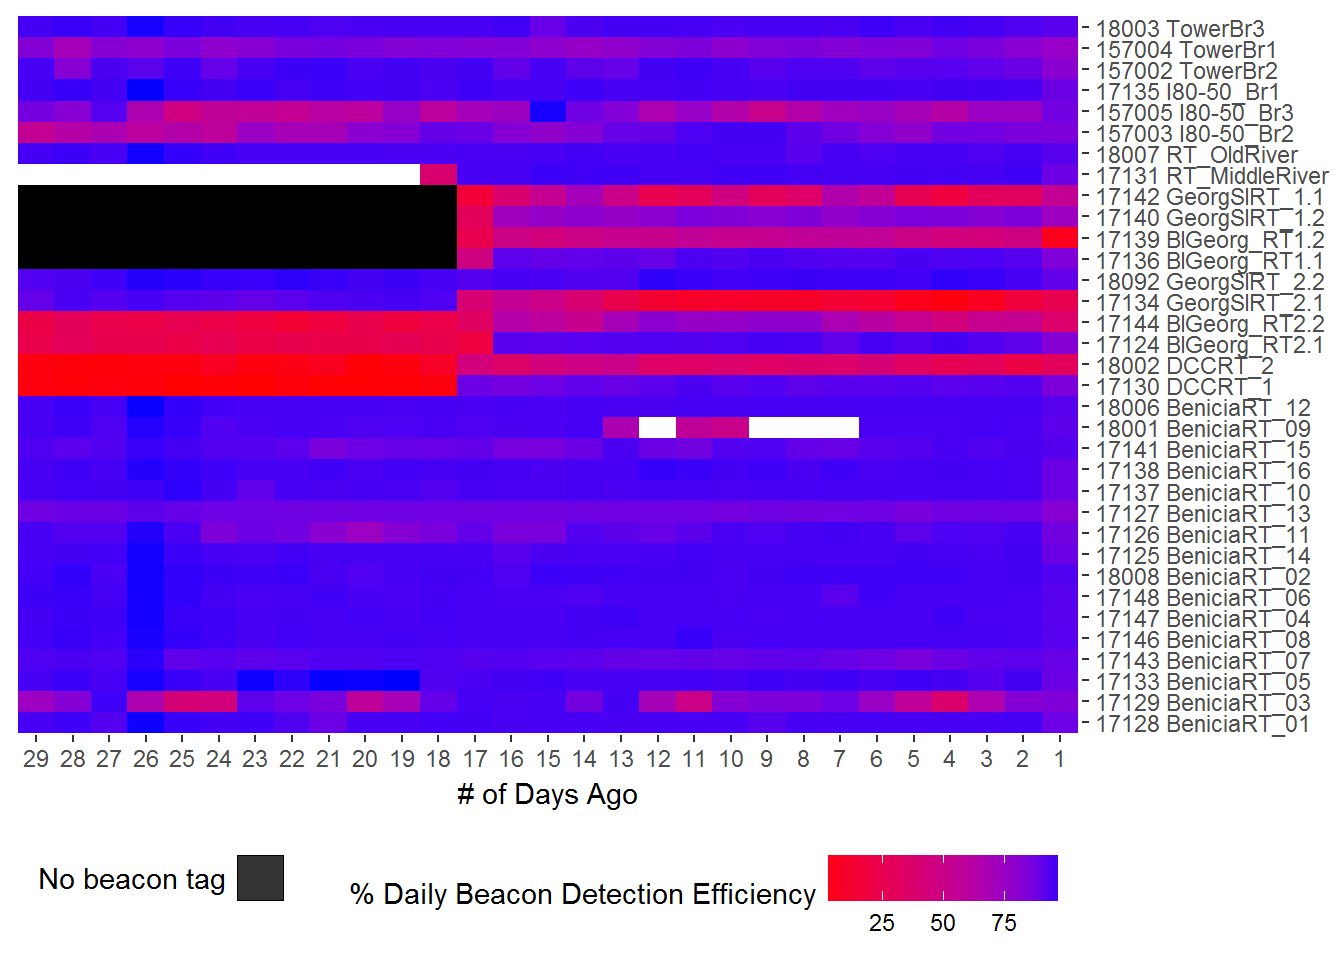 18003 TowerBr3
157004 TowerBr1
157002 TowerBr2
17135 I80-50_Br1
157005 I80-50_Br3
157003 I80-50_Br2
18007 RT_OldRiver
17131 RT_MiddleRiver
17142 GeorgSlRT_1.1
17140 GeorgSlRT_1.2
17139 BlGeorg_RT1.2
17136 BlGeorg_RT1.1
18092 GeorgSlRT_2.2
17134 GeorgSlRT_2.1
17144 BlGeorg_RT2.2
17124 BlGeorg_RT2.1
18002 DCCRT_2
17130 DCCRT_1
18006 BeniciaRT_12
18001 BeniciaRT_09
17141 BeniciaRT_15
17138 BeniciaRT_16
17137 BeniciaRT_10
17127 BeniciaRT_13
17126 BeniciaRT_11
17125 BeniciaRT_14
18008 BeniciaRT_02
17148 BeniciaRT_06
17147 BeniciaRT_04
17146 BeniciaRT_08
17143 BeniciaRT_07
17133 BeniciaRT_05
17129 BeniciaRT_03
17128 BeniciaRT_01
29 28 27 26 25 24 23 22 21 20 19 18 17 16 15 14 13 12 11 10 9 8 7 6 5 4 3 2 1
# of Days Ago
No beacon tag
% Daily Beacon Detection Efficiency
25 50 75